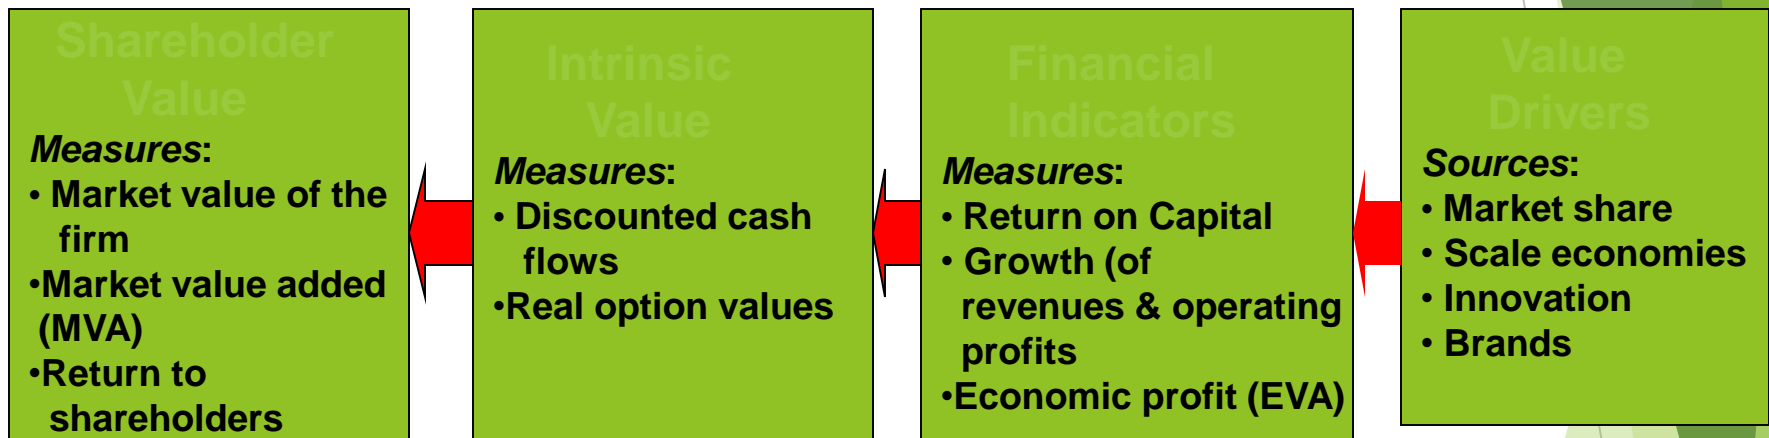 Shareholder
Value
Measures:
• Market value of the
firm
•Market value added
(MVA)
•Return to
shareholders
Intrinsic
Value
Measures:
• Discounted cash
flows
•Real option values
Financial
Indicators
Measures:
• Return on Capital
• Growth (of
revenues & operating
profits
•Economic profit (EVA)
Value
Drivers
Sources:
• Market share
• Scale economies
• Innovation
• Brands